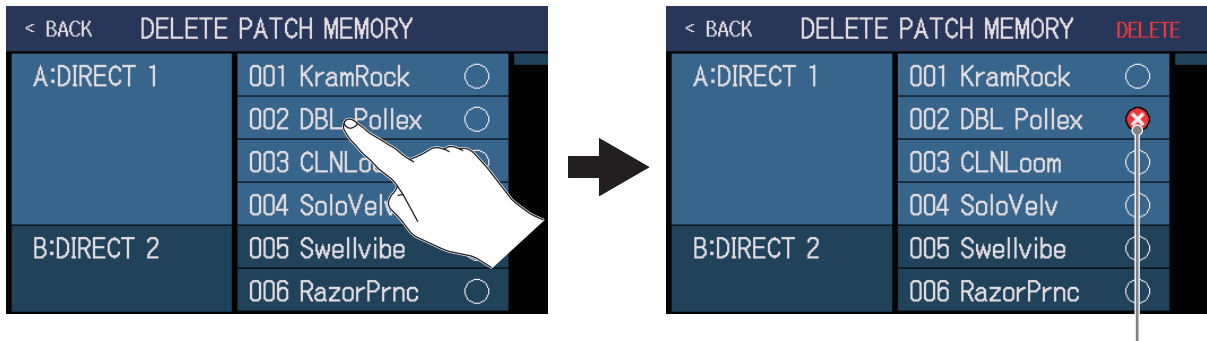 < BACK DELETE PATCH MEMORY
A:DIRECT 1
001 KramRock
002 DBL Pollex
003 CLNLoo
004 SoloVelv
B:DIRECT 2
005 Swellvibe
006 RazorPrnc
< BACK DELETE PATCH MEMORY DELETE
A:DIRECT 1
001 KramRock
002 DBL Pollex
003 CLNLoom
004 SoloVelv
B:DIRECT 2
005 Swellvibe
006 RazorPrnc